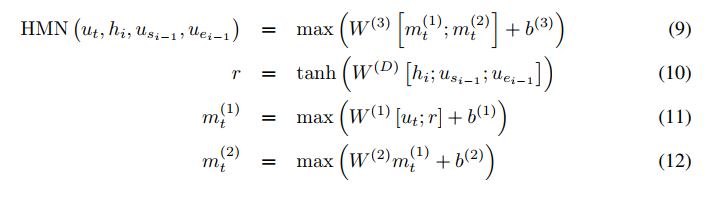 HMN (u_t, h_i, u_{s_{i−1}}, u_{e_{i−1}}) = max (W^{(3)} [m_t^{(1)}; m_t^{(2)}] + b^{(3)}) (9)
r = tanh (W^{(D)} [h_i; u_{s_{i−1}}; u_{e_{i−1}}]) (10)
m_t^{(1)} = max (W^{(1)} [u_t; r] + b^{(1)}) (11)
m_t^{(2)} = max (W^{(2)} m_t^{(1)} + b^{(2)}) (12)